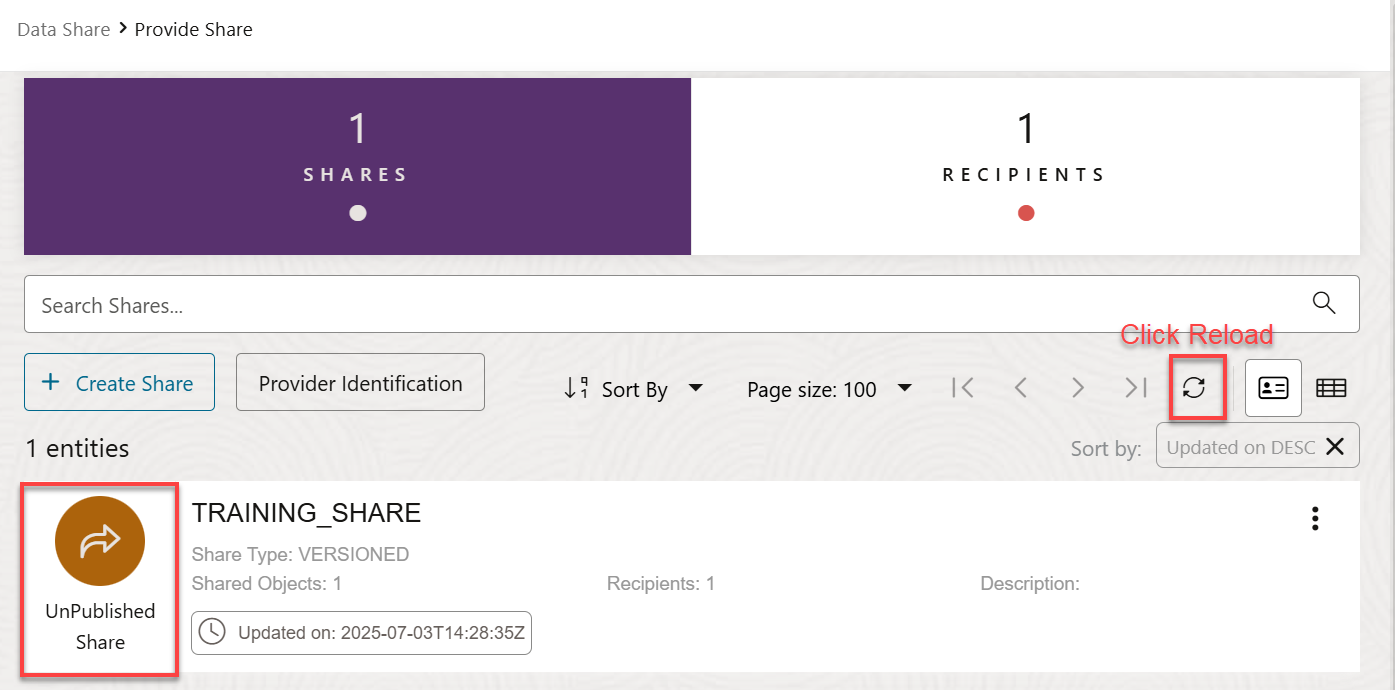 Data Share > Provide Share
1
SHARES
1
RECIPIENTS
Search Shares...
Click Reload
+ Create Share
Provider Identification
Sort By
Page size: 100
1 entities
Sort by:
Updated on DESC
UnPublished
Share
TRAINING_SHARE
Share Type: VERSIONED
Shared Objects: 1
Recipients: 1
Description:
Updated on: 2025-07-03T14:28:35Z